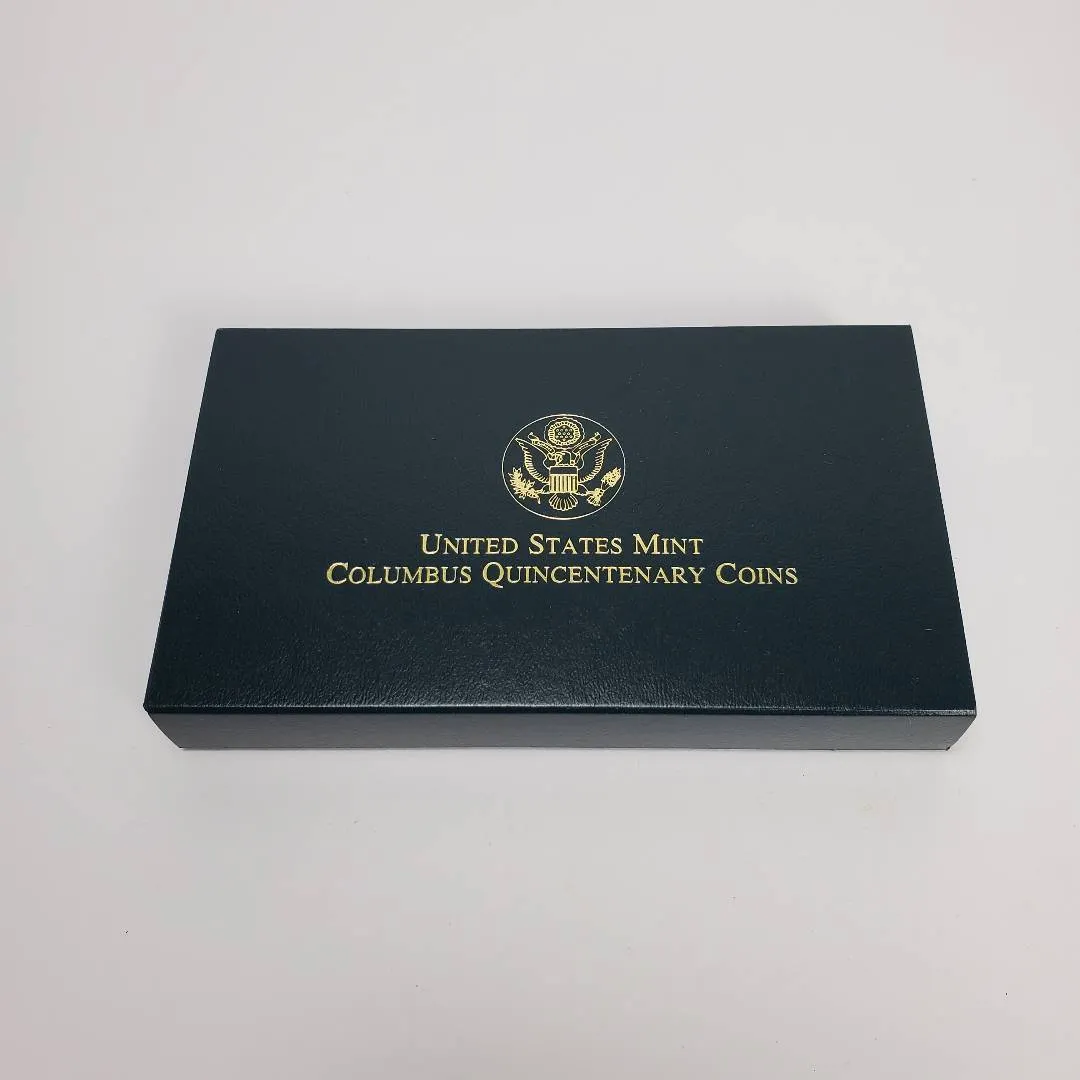 United States Mint
Columbus Quincentenary Coins